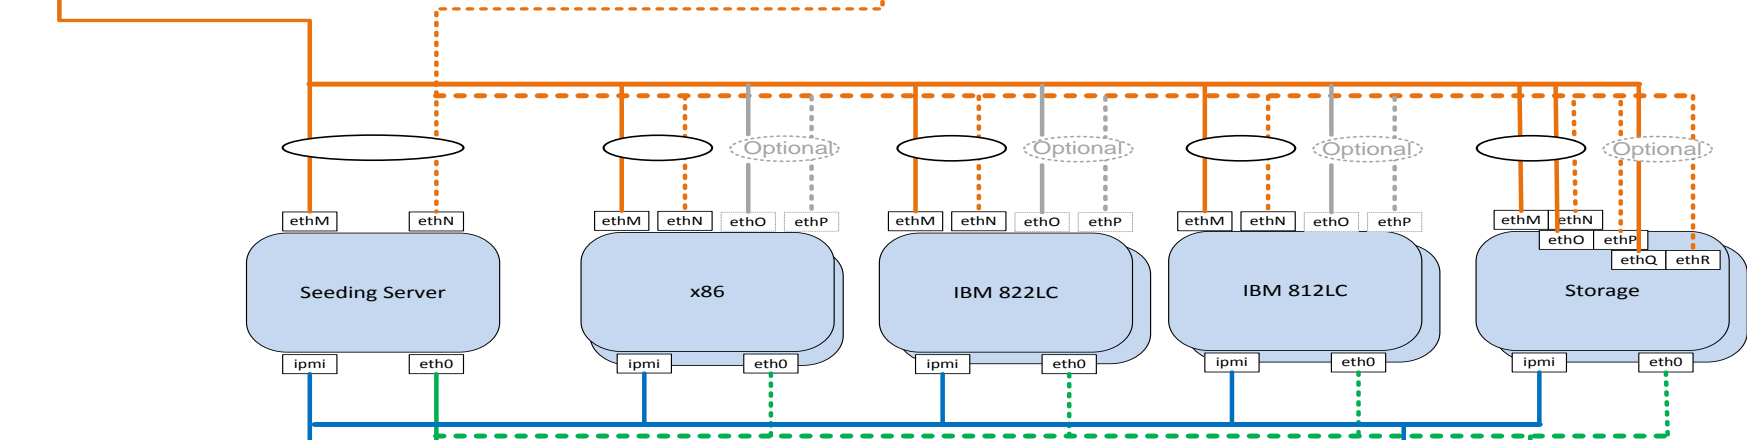 Optional Optional Optional Optional
ethM ethN ethM ethN ethO ethP ethM ethN ethO ethP ethM ethN ethO ethP ethM ethN
ethO ethP
ethQ ethR
Seeding Server x86 IBM 822LC IBM 812LC Storage
ipmi eth0 ipmi eth0 ipmi eth0 ipmi eth0 ipmi eth0